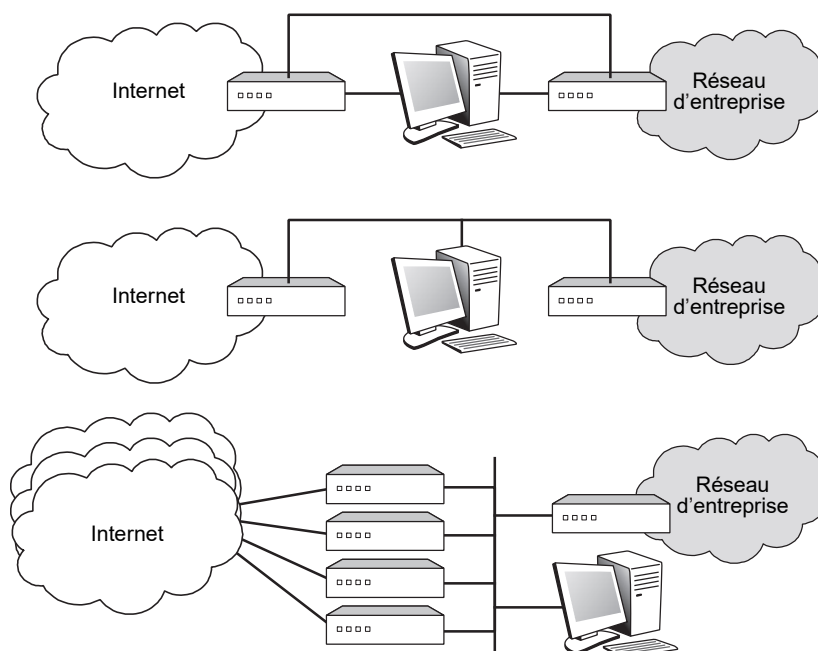 Internet
Réseau
d’entreprise
Internet
Réseau
d’entreprise
Internet
Réseau
d’entreprise